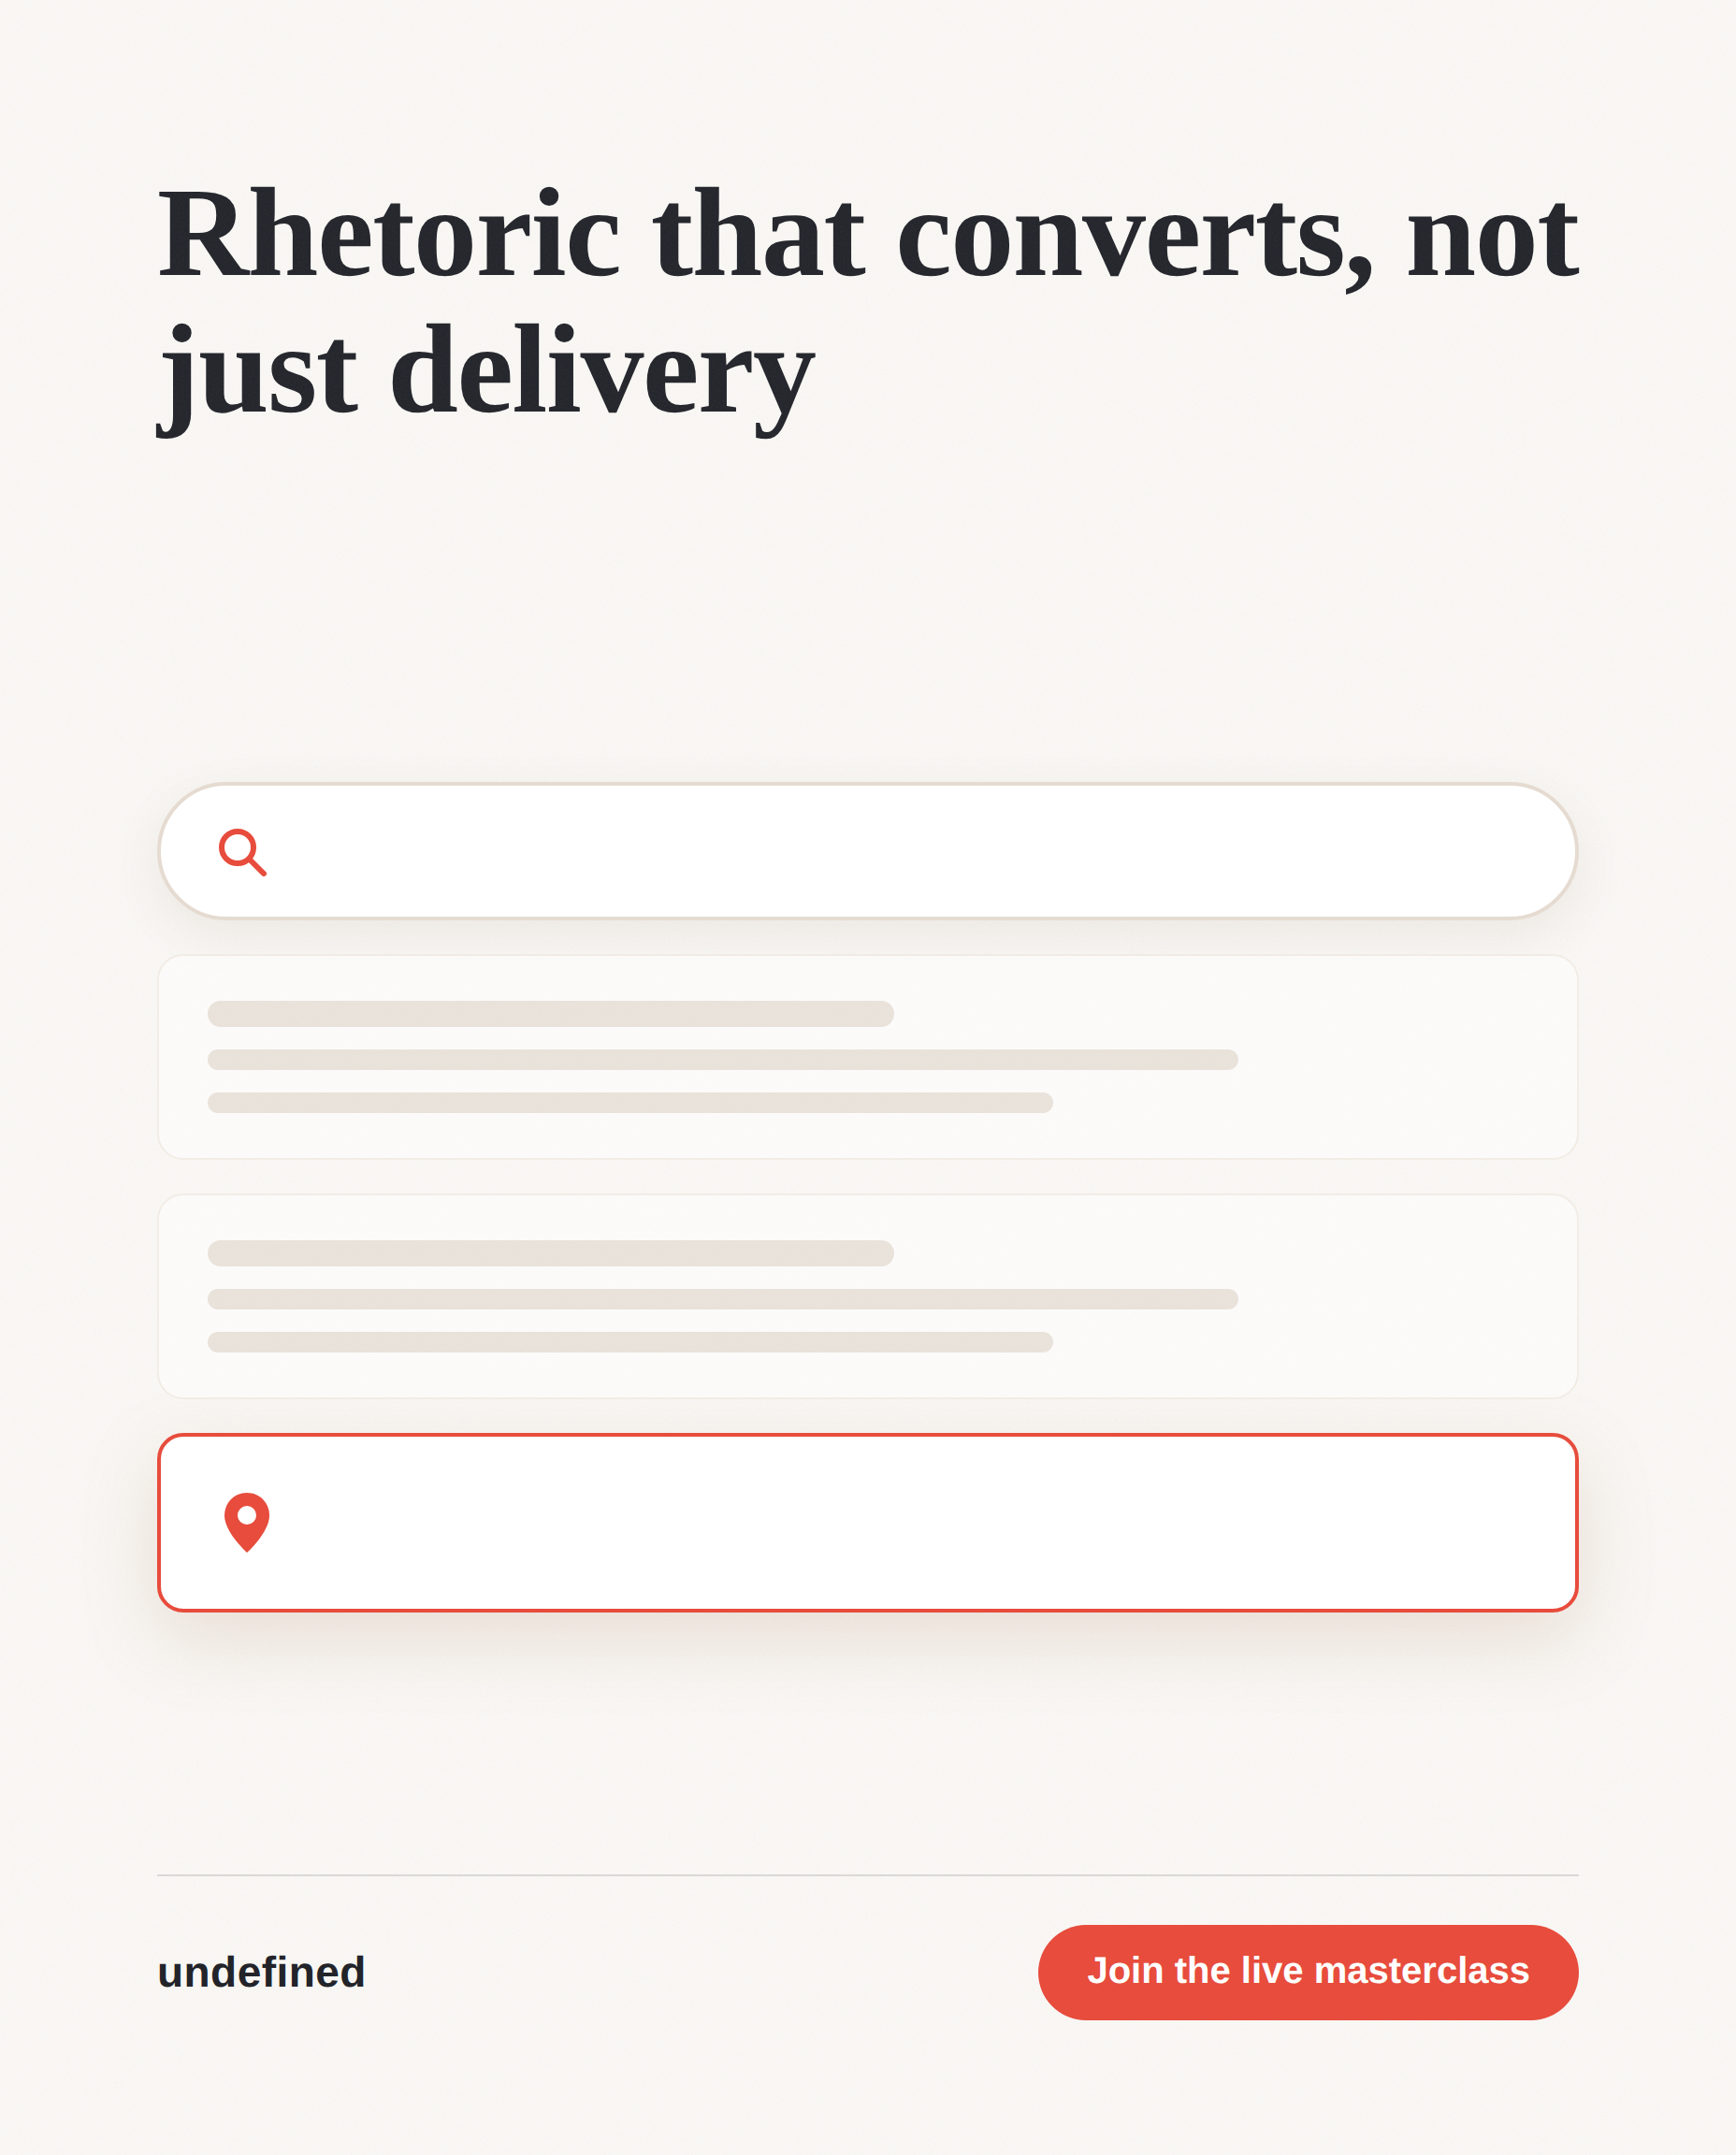 Rhetoric that converts, not
just delivery
undefined
Join the live masterclass